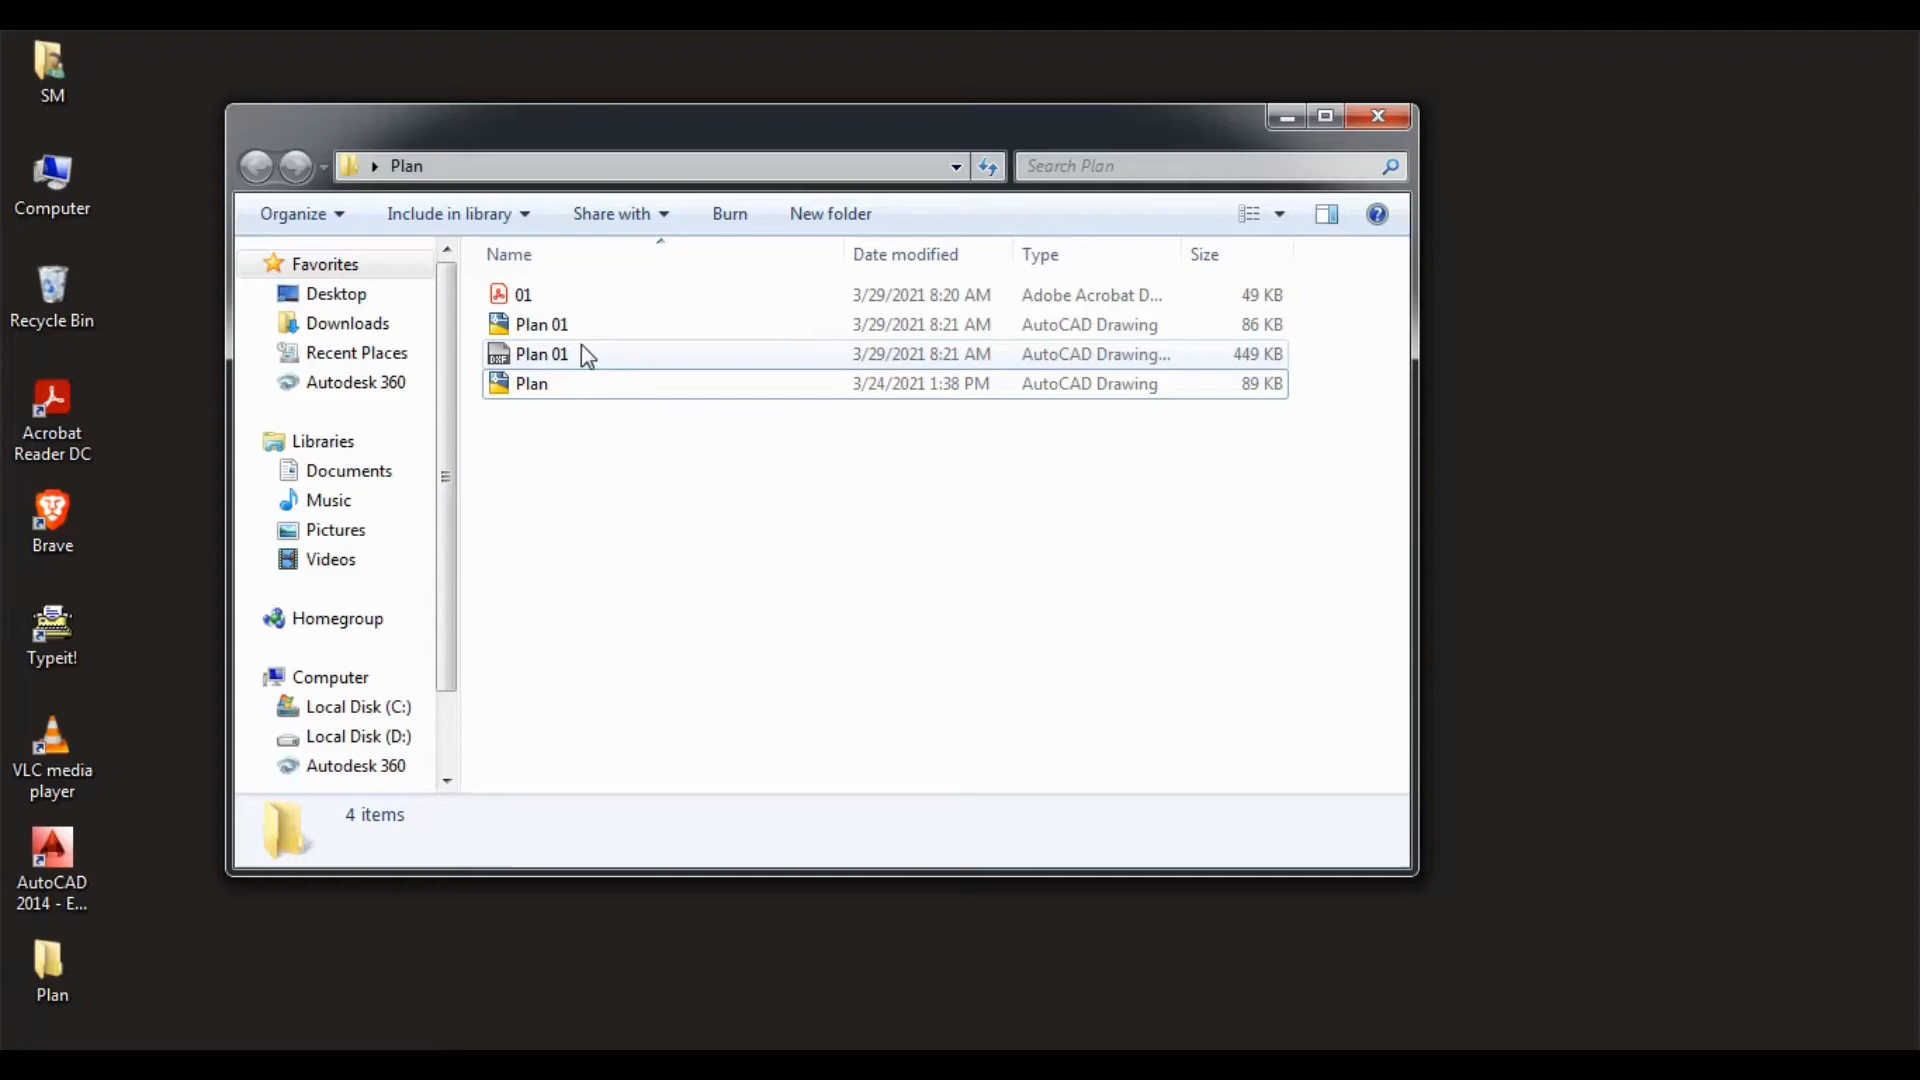 SM
Computer
Recycle Bin
Acrobat
Reader DC
Brave
Typeit!
VLC media
player
AutoCAD
2014 - E...
Plan
Plan
Search Plan
Organize
Include in library
Share with
Burn
New folder
Favorites
Desktop
Downloads
Recent Places
Autodesk 360
Libraries
Documents
Music
Pictures
Videos
Homegroup
Computer
Local Disk (C:)
Local Disk (D:)
Autodesk 360
Name Date modified Type Size
01 3/29/2021 8:20 AM Adobe Acrobat D... 49 KB
Plan 01 3/29/2021 8:21 AM AutoCAD Drawing 86 KB
DXF Plan 01 3/29/2021 8:21 AM AutoCAD Drawing... 449 KB
Plan 3/24/2021 1:38 PM AutoCAD Drawing 89 KB
4 items